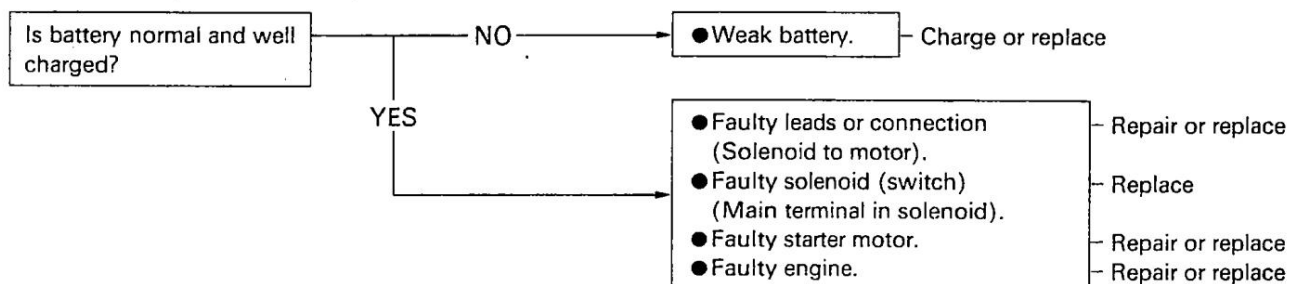 Is battery normal and well
charged?
NO
●Weak battery.
Charge or replace
YES
●Faulty leads or connection
(Solenoid to motor).
Repair or replace
●Faulty solenoid (switch)
(Main terminal in solenoid).
Replace
●Faulty starter motor.
Repair or replace
●Faulty engine.
Repair or replace